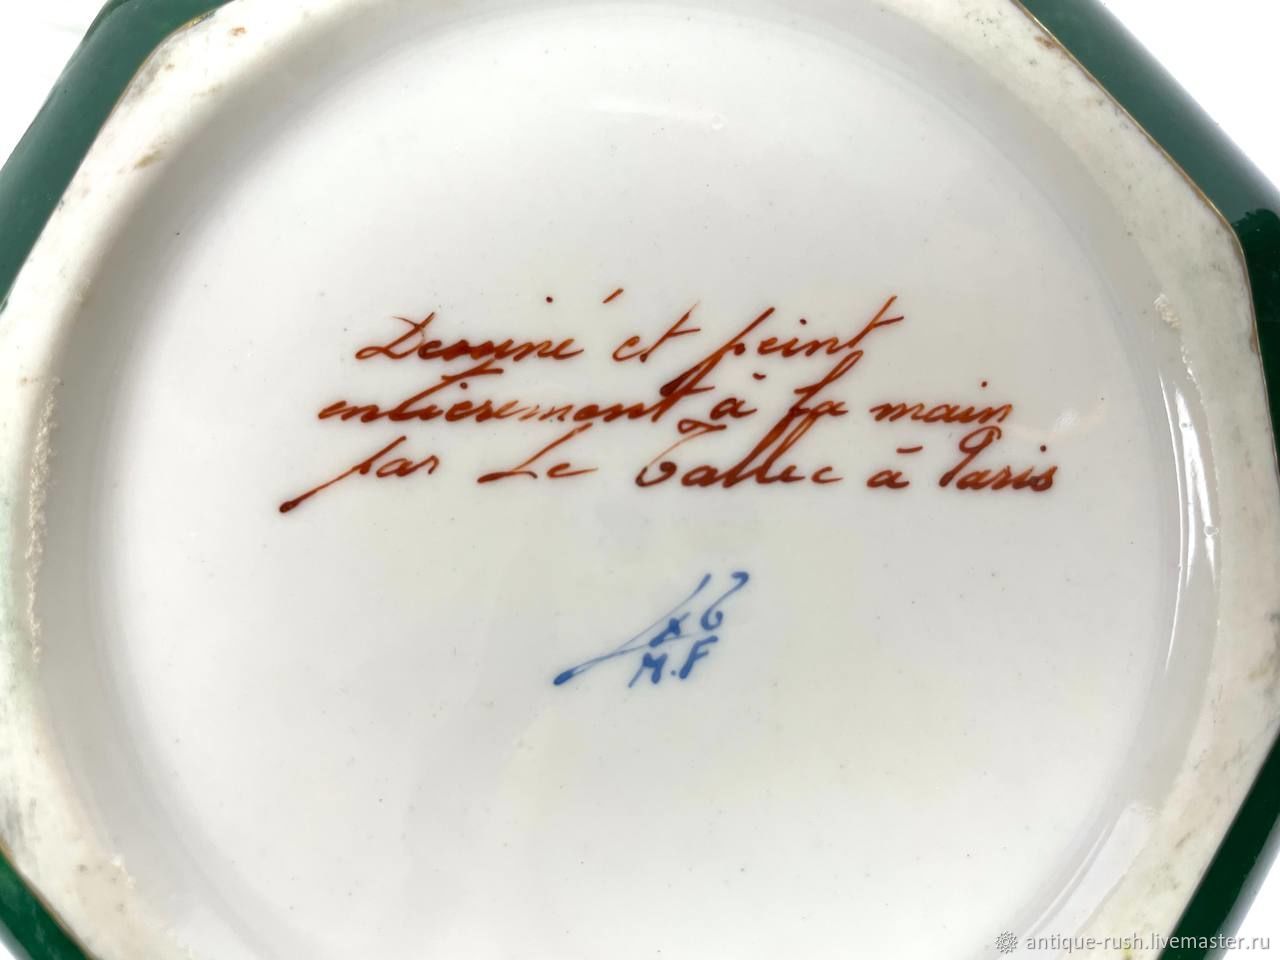 Dessiné et peint
entièrement à la main
par Le Tallec à Paris
M.F
antique-rush.livemaster.ru